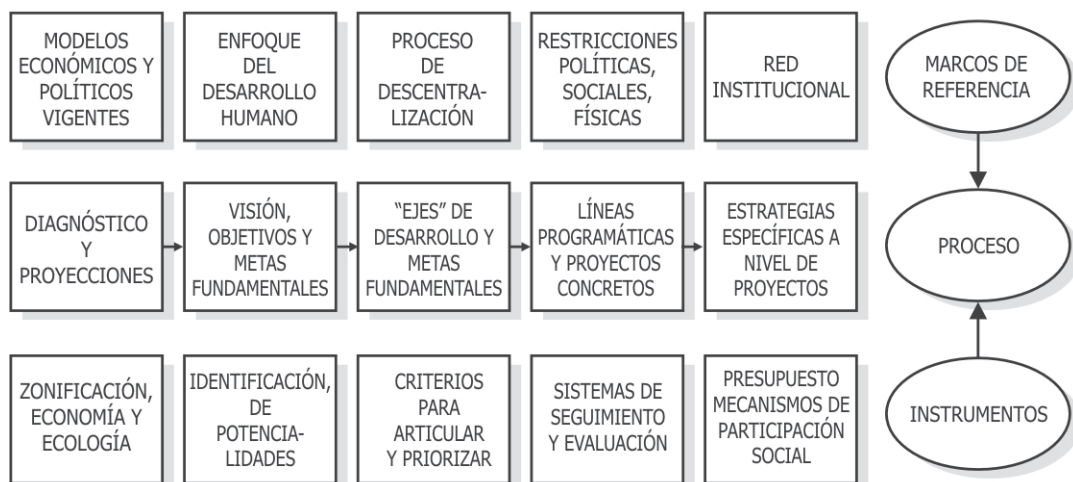 MODELOS
ECONÓMICOS Y
POLÍTICOS
VIGENTES
ENFOQUE
DEL
DESARROLLO
HUMANO
PROCESO
DE
DESCENTRA-
LIZACIÓN
RESTRICCIONES
POLÍTICAS,
SOCIALES,
FÍSICAS
RED
INSTITUCIONAL
MARCOS DE
REFERENCIA
DIAGNÓSTICO
Y
PROYECCIONES
VISIÓN,
OBJETIVOS Y
METAS
FUNDAMENTALES
"EJES" DE
DESARROLLO Y
METAS
FUNDAMENTALES
LÍNEAS
PROGRAMÁTICAS
Y PROYECTOS
CONCRETOS
ESTRATEGIAS
ESPECÍFICAS A
NIVEL DE
PROYECTOS
PROCESO
ZONIFICACIÓN,
ECONOMÍA Y
ECOLOGÍA
IDENTIFICACIÓN,
DE
POTENCIA-
LIDADES
CRITERIOS
PARA
ARTICULAR
Y PRIORIZAR
SISTEMAS DE
SEGUIMIENTO
Y EVALUACIÓN
PRESUPUESTO
MECANISMOS DE
PARTICIPACIÓN
SOCIAL
INSTRUMENTOS